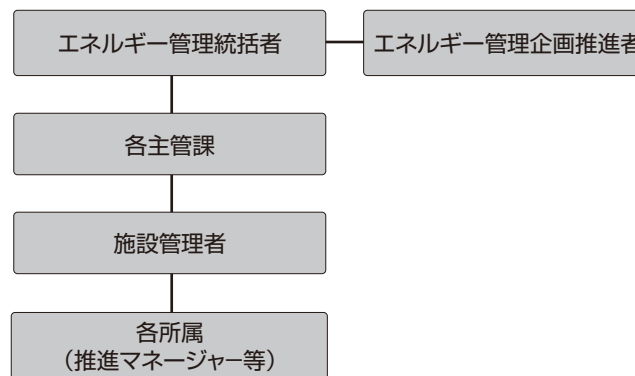 エネルギー管理統括者
エネルギー管理企画推進者
各主管課
施設管理者
各所属
（推進マネージャー等）